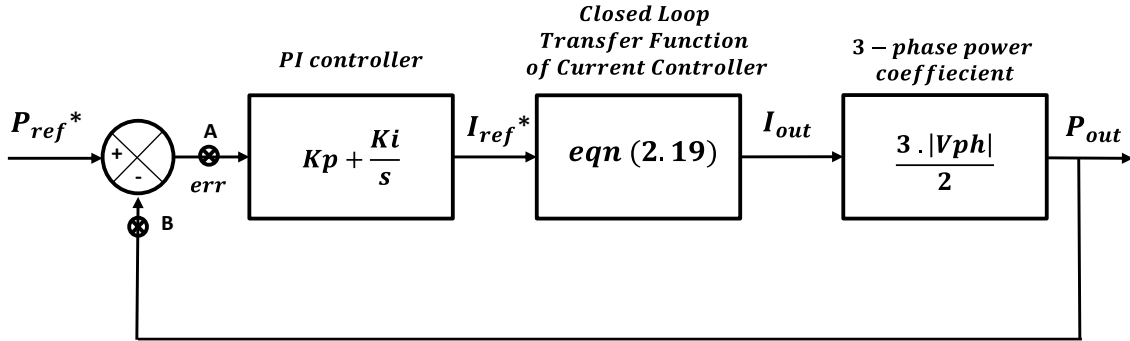 Closed Loop
Transfer Function
of Current Controller
PI controller
3 − phase power
coeffiecient
P_ref*
+
-
A
err
B
Kp + Ki/s
I_ref*
eqn (2.19)
I_out
3 .|Vph|
2
P_out